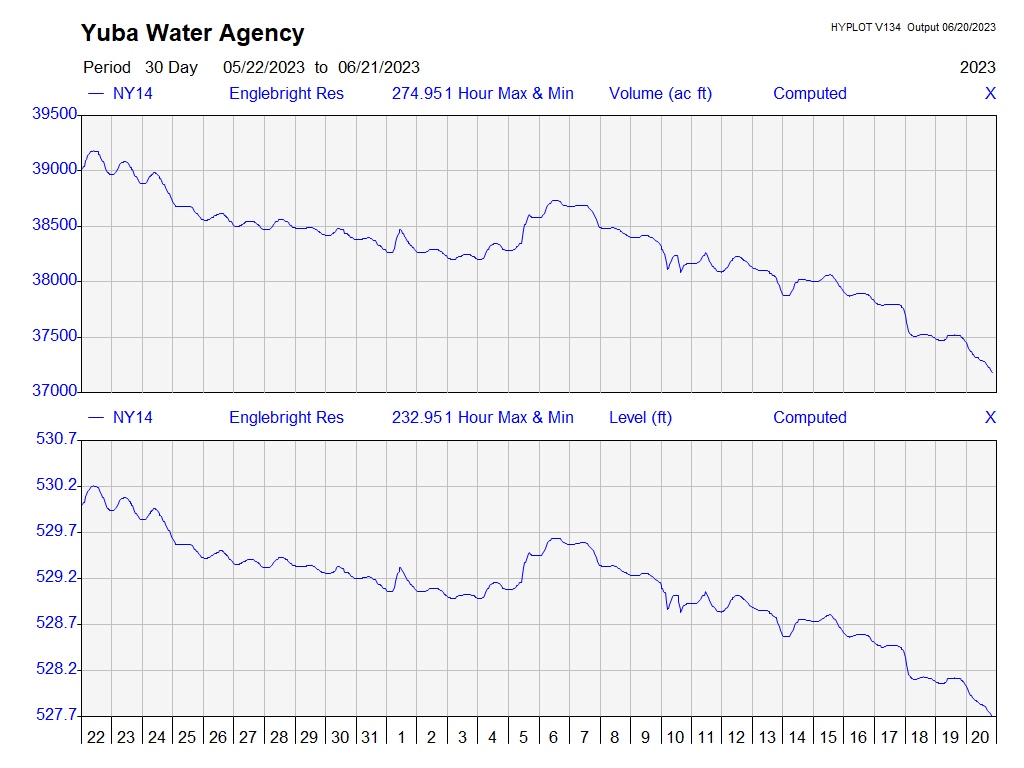 Yuba Water Agency
HYPLOT V134 Output 06/20/2023
Period 30 Day 05/22/2023 to 06/21/2023
2023
NY14 Englebright Res 274.951 Hour Max & Min Volume (ac ft) Computed X
39500
39000
38500
38000
37500
37000
NY14 Englebright Res 232.951 Hour Max & Min Level (ft) Computed X
530.7
530.2
529.7
529.2
528.7
528.2
527.7
22 23 24 25 26 27 28 29 30 31 1 2 3 4 5 6 7 8 9 10 11 12 13 14 15 16 17 18 19 20